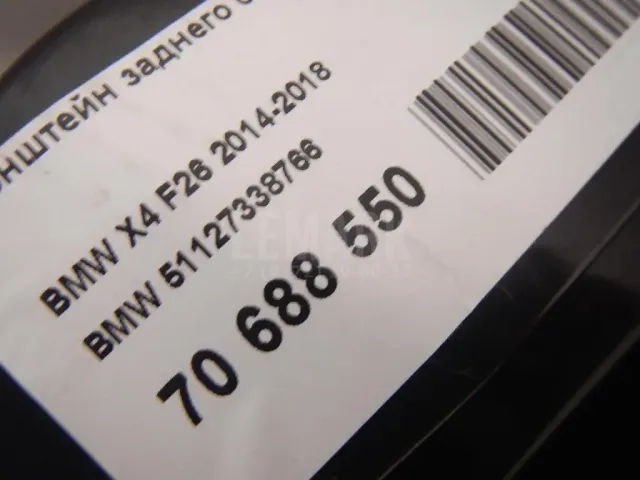 нштейн заднего
BMW X4 F26 2014-2018
BMW 51127338766
70 688 550